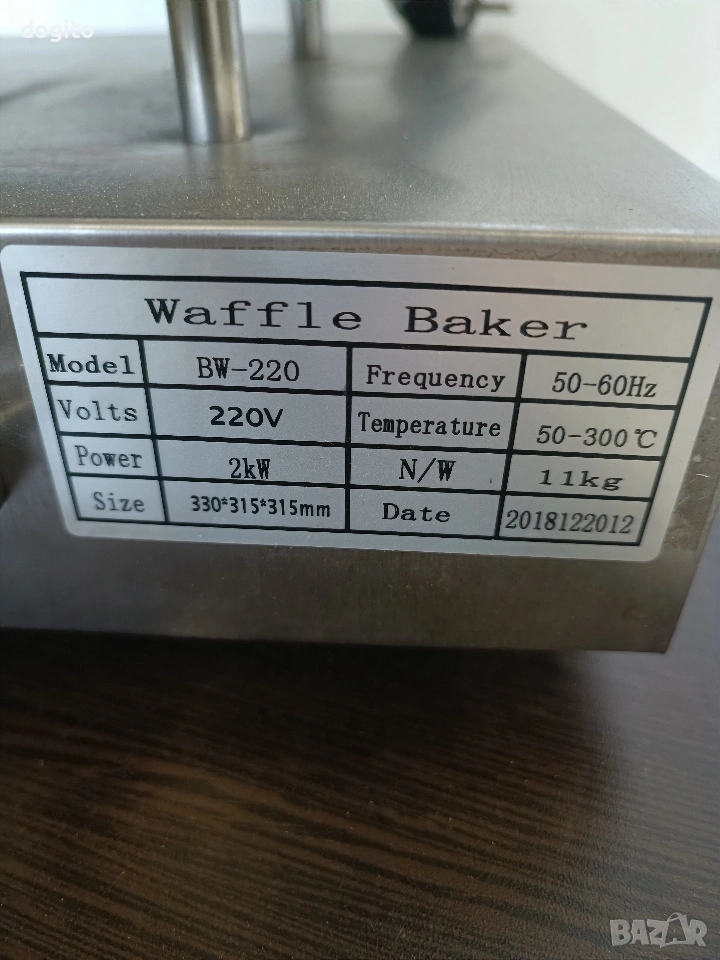 dogito
Waffle Baker
Model BW-220 Frequency 50-60Hz
Volts 220V Temperature 50-300℃
Power 2kW N/W 11kg
Size 330*315*315mm Date 2018122012
BAZAR